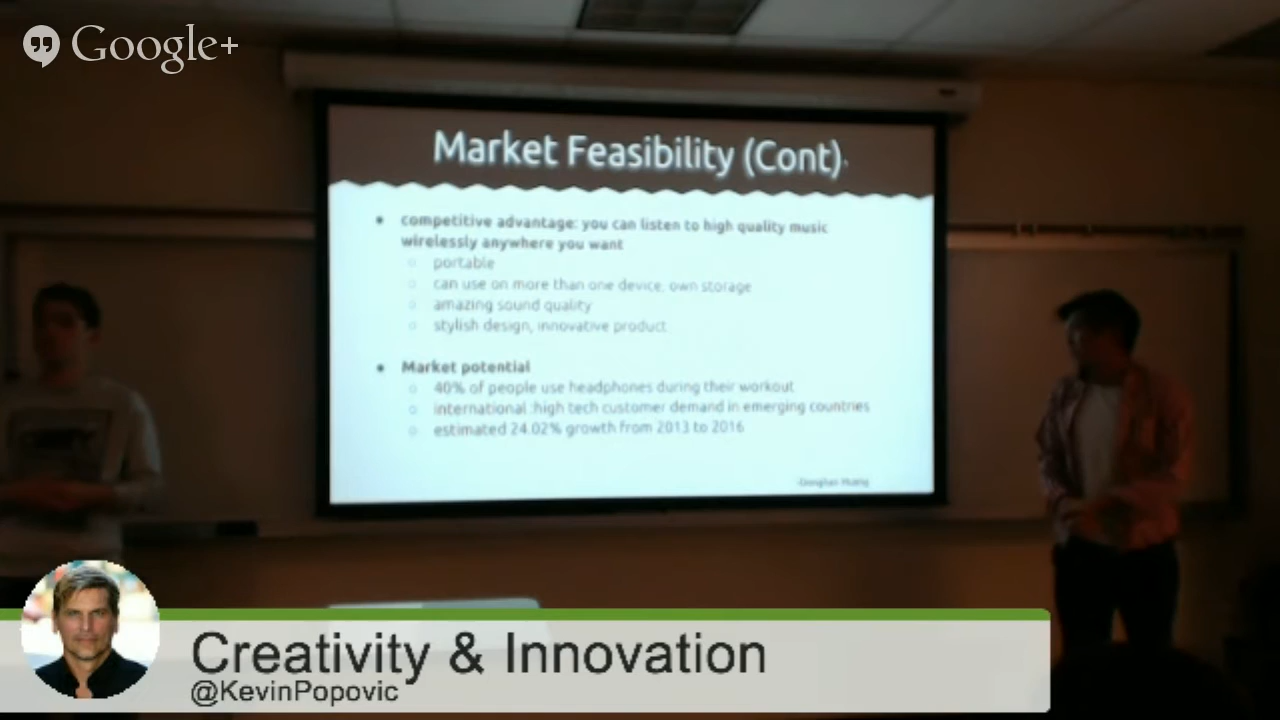 Google+
Market Feasibility (Cont)
• competitive advantage: you can listen to high quality music
wirelessly anywhere you want
○ portable
○ can use on more than one device, own storage
○ amazing sound quality
○ stylish design, innovative product
• Market potential
○ 40% of people use headphones during their workout
○ international :high tech customer demand in emerging countries
○ estimated 24.02% growth from 2013 to 2016
Creativity & Innovation
@KevinPopovic